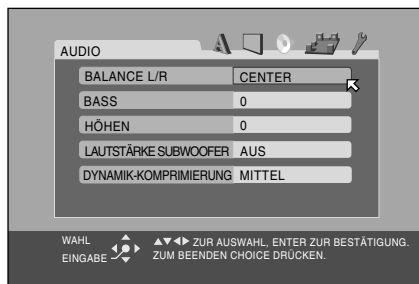 AUDIO
BALANCE L/R CENTER
BASS 0
HÖHEN 0
LAUTSTÄRKE SUBWOOFER AUS
DYNAMIK-KOMPRIMIERUNG MITTEL
WAHL
EINGABE
▲▼◀▶ ZUR AUSWAHL, ENTER ZUR BESTÄTIGUNG.
ZUM BEENDEN CHOICE DRÜCKEN.